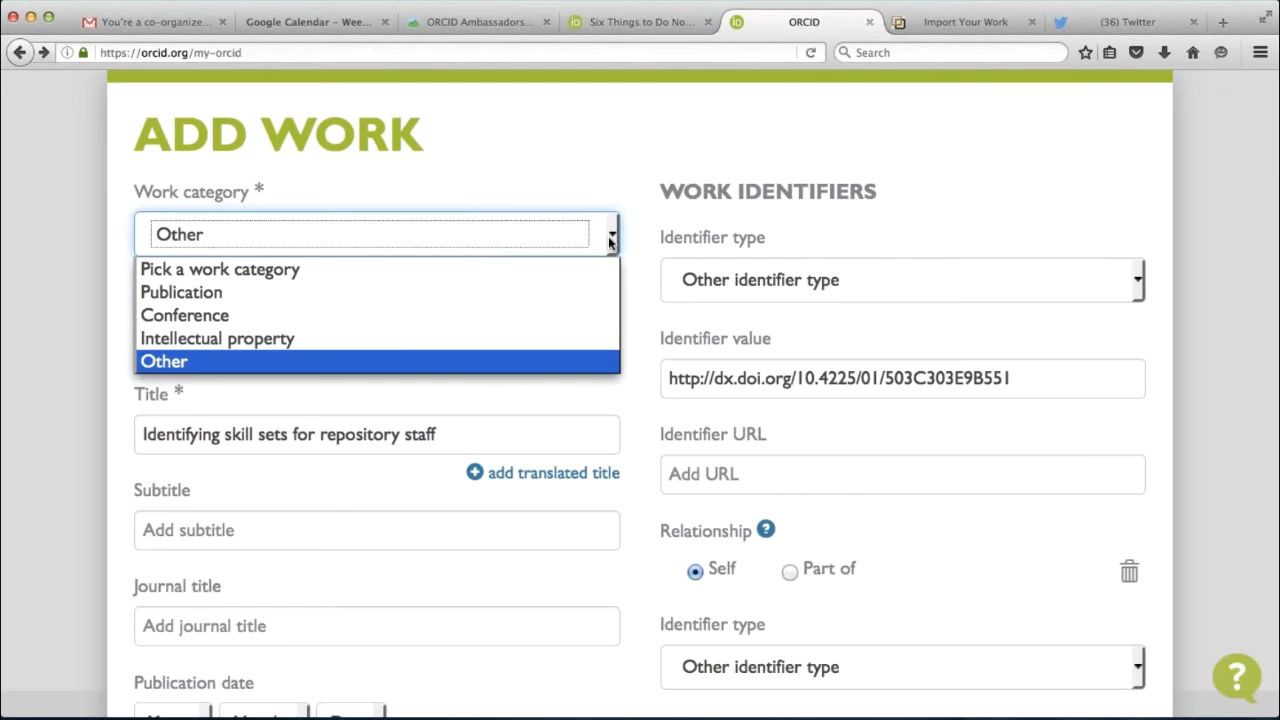 You're a co-organize...
Google Calendar – Wee...
ORCID Ambassadors...
Six Things to Do No...
ORCID
Import Your Work
(36) Twitter
https://orcid.org/my-orcid
Search
ADD WORK
Work category *
Other
Pick a work category
Publication
Conference
Intellectual property
Other
Title *
Identifying skill sets for repository staff
add translated title
Subtitle
Add subtitle
Journal title
Add journal title
Publication date
WORK IDENTIFIERS
Identifier type
Other identifier type
Identifier value
http://dx.doi.org/10.4225/01/503C303E9B551
Identifier URL
Add URL
Relationship ?
Self
Part of
Identifier type
Other identifier type
?